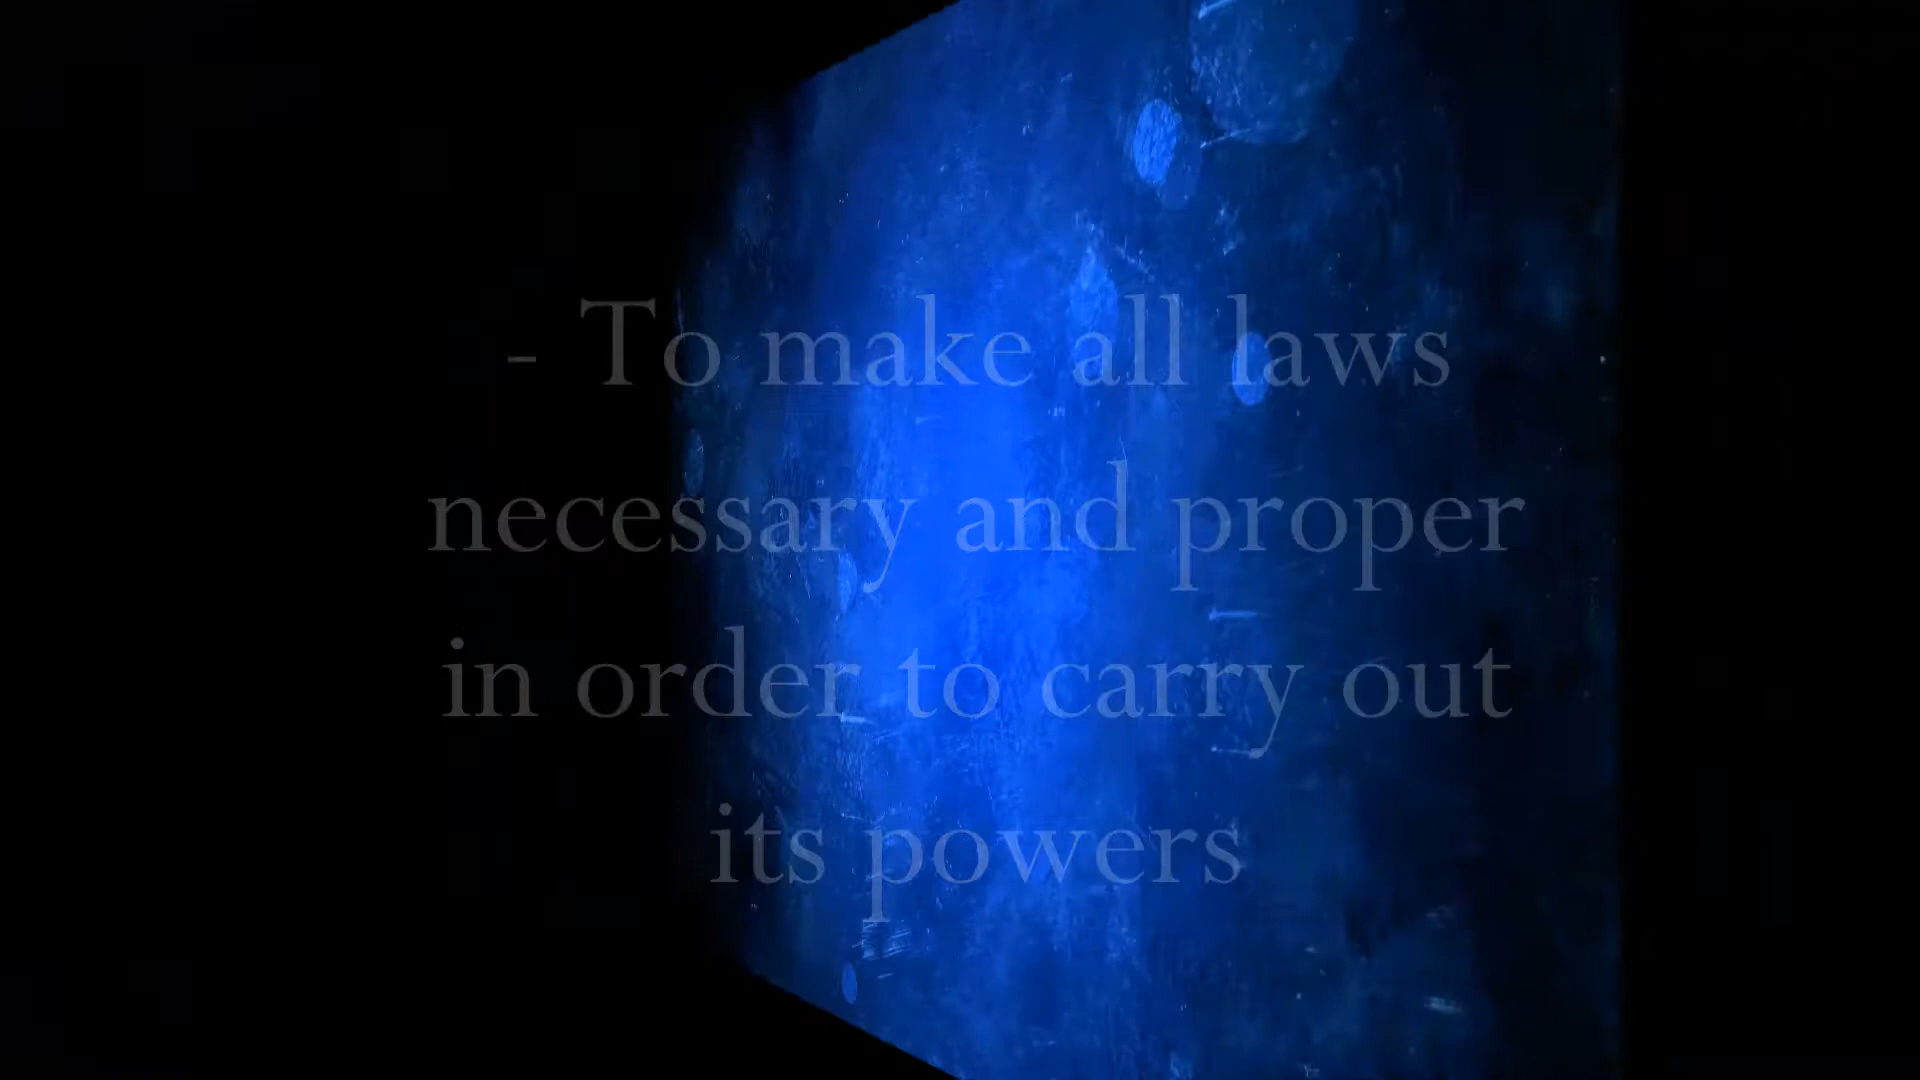 - To make all laws
necessary and proper
in order to carry out
its powers